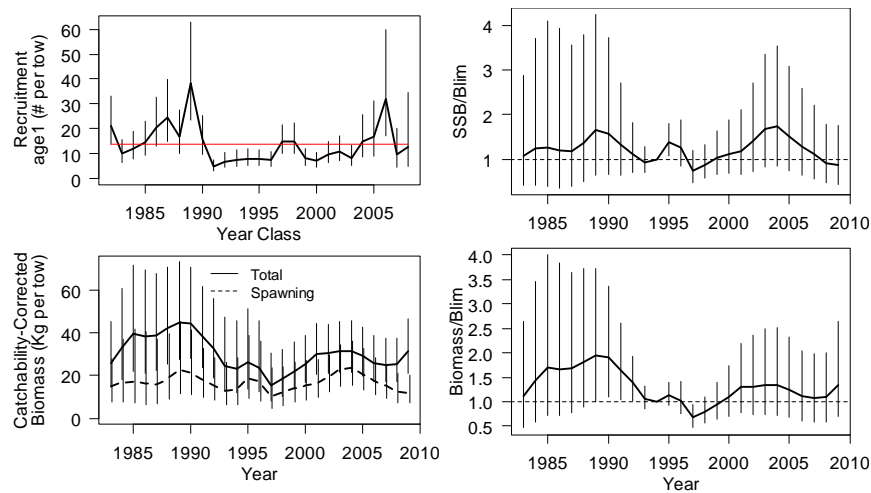 Recruitment
age1 (# per tow)
60
50
40
30
20
10
0
1985 1990 1995 2000 2005
Year Class
SSB/Blim
4
3
2
1
1985 1990 1995 2000 2005 2010
Catchability-Corrected
Biomass (Kg per tow)
60
40
20
0
Total
Spawning
1985 1990 1995 2000 2005 2010
Year
Biomass/Blim
4.0
3.5
3.0
2.5
2.0
1.5
1.0
0.5
1985 1990 1995 2000 2005 2010
Year